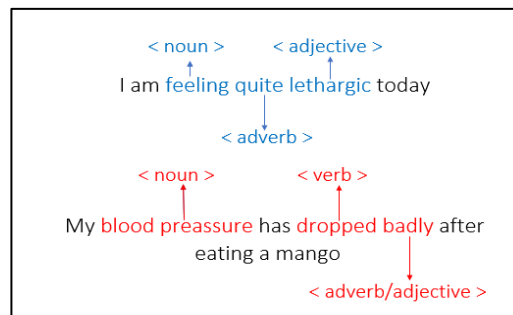 < noun > < adjective >
I am feeling quite lethargic today
< adverb >
< noun > < verb >
My blood preassure has dropped badly after
eating a mango
< adverb/adjective >